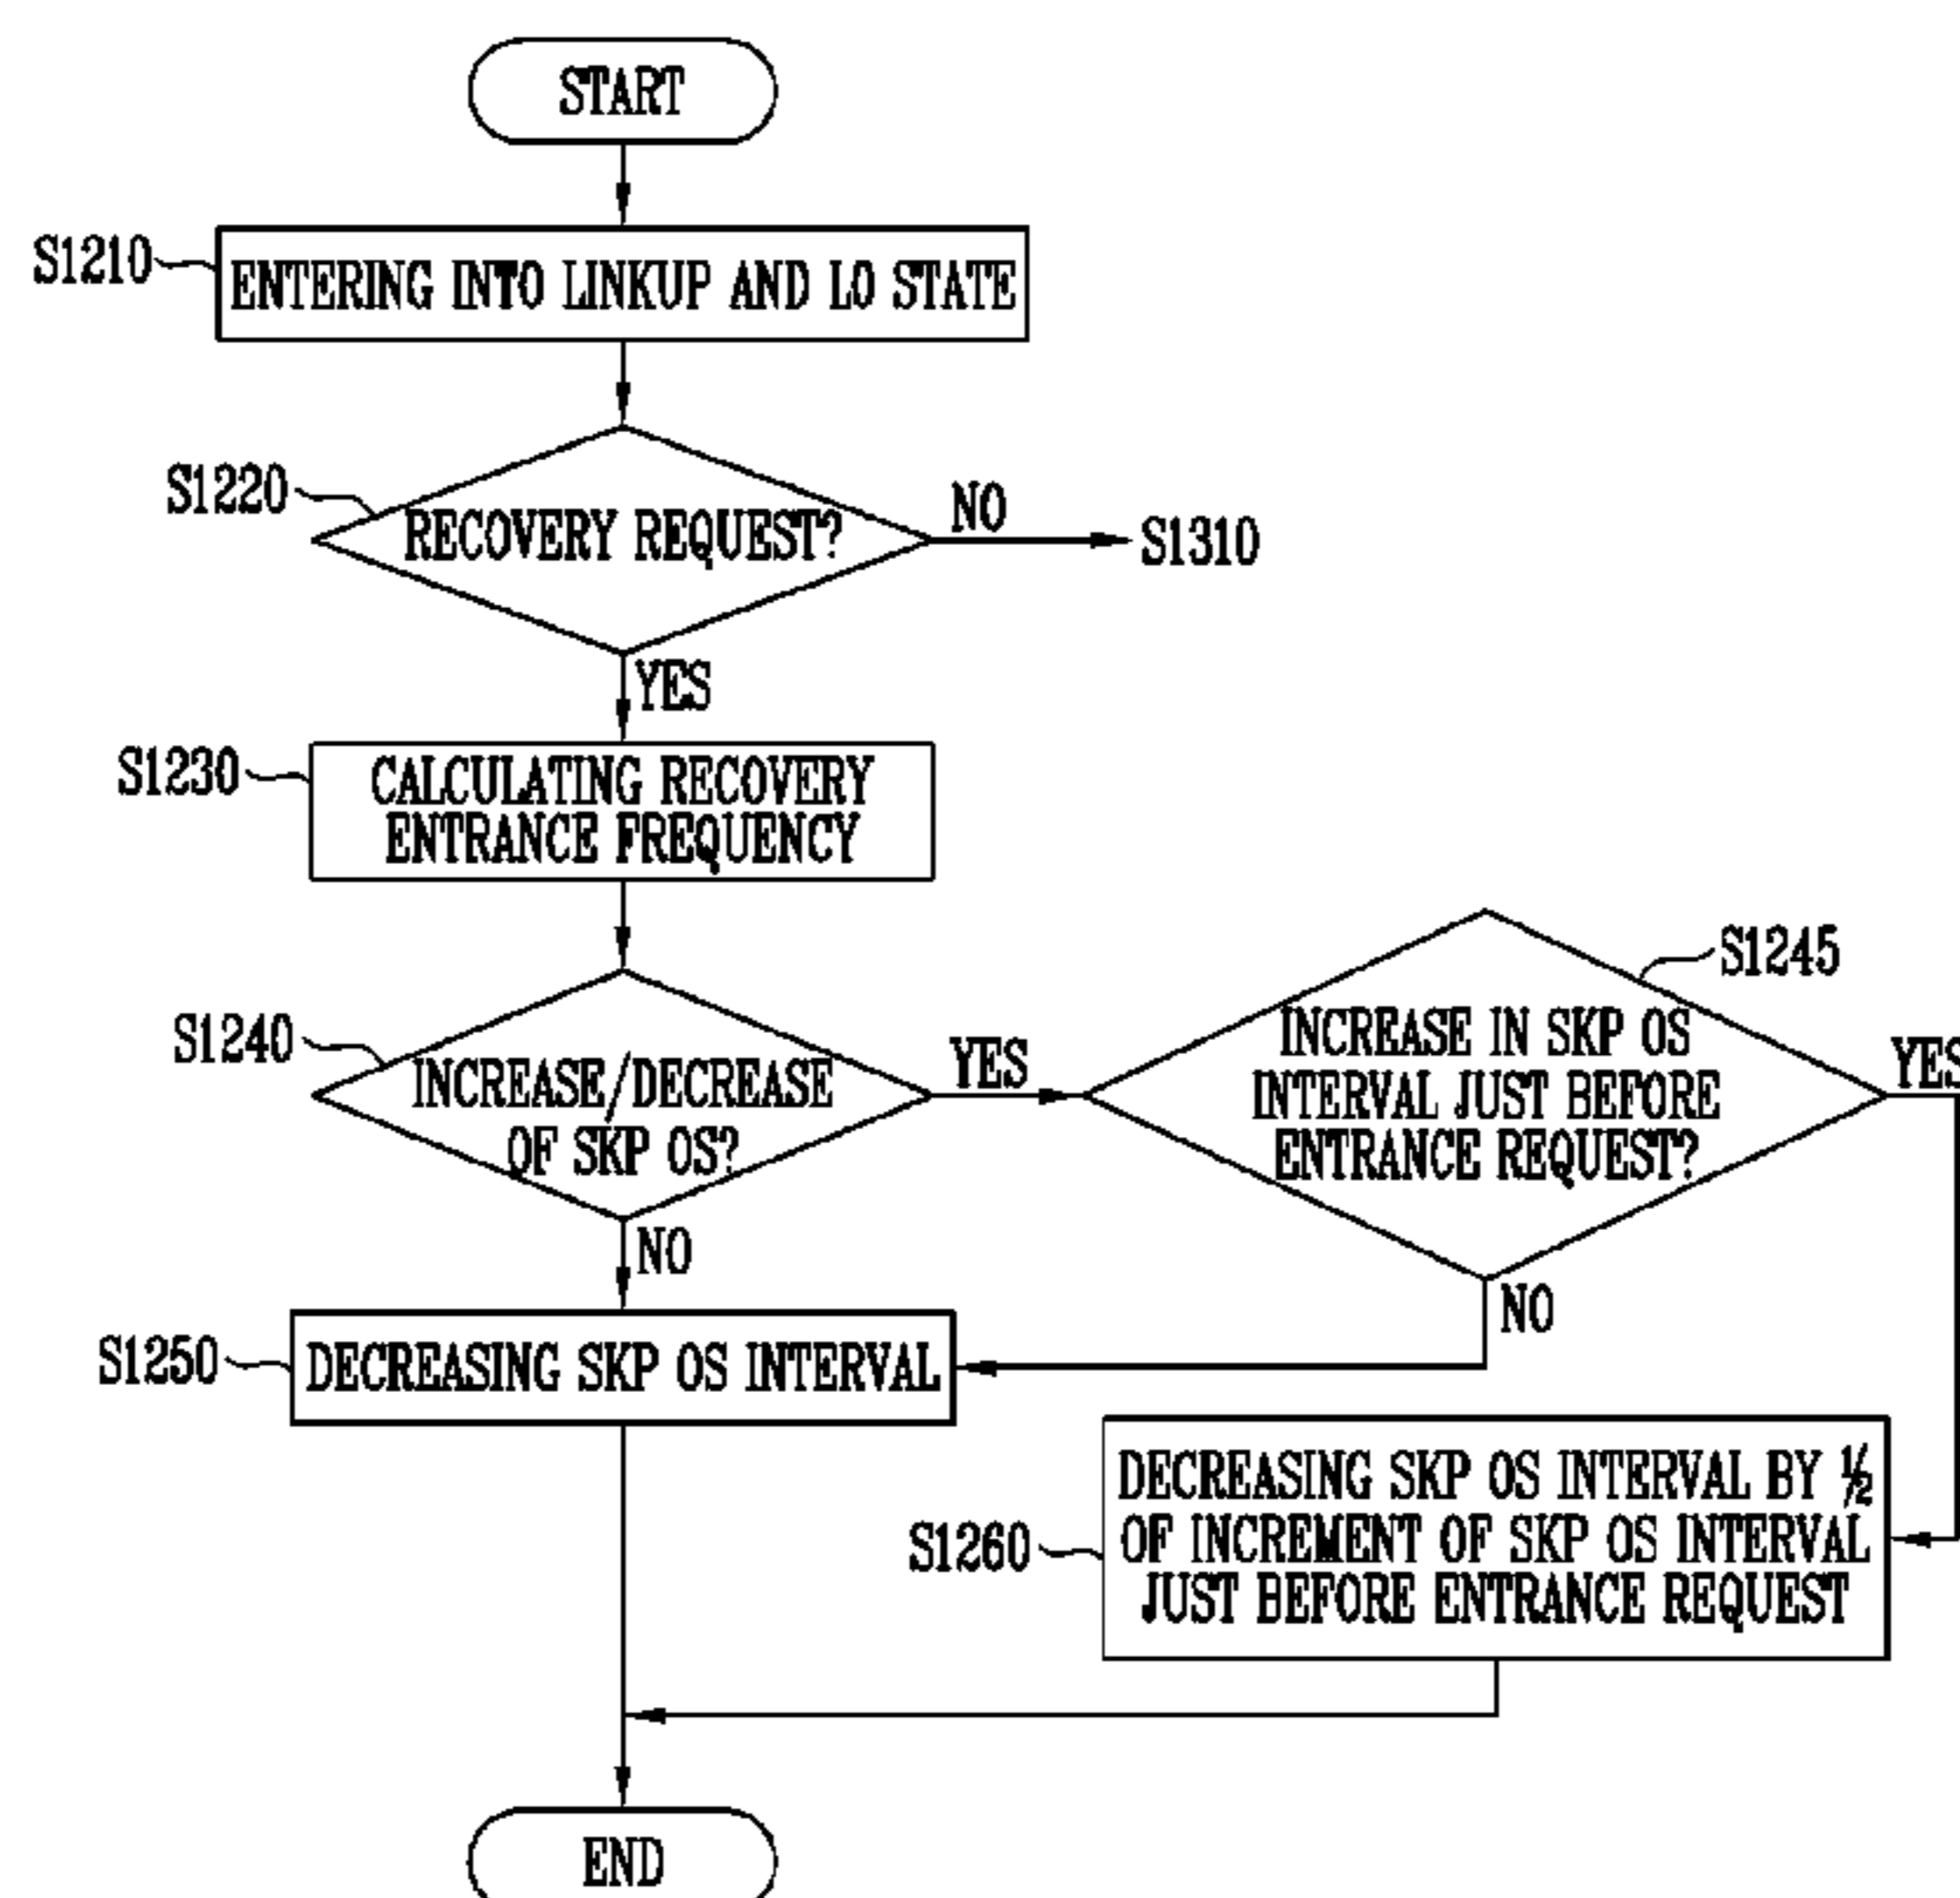 START
S1210
ENTERING INTO LINKUP AND L0 STATE
S1220
RECOVERY REQUEST?
NO
S1310
YES
S1230
CALCULATING RECOVERY
ENTRANCE FREQUENCY
S1240
INCREASE/DECREASE
OF SKP OS?
YES
S1245
INCREASE IN SKP OS
INTERVAL JUST BEFORE
ENTRANCE REQUEST?
YES
NO
NO
S1250
DECREASING SKP OS INTERVAL
S1260
DECREASING SKP OS INTERVAL BY ½
OF INCREMENT OF SKP OS INTERVAL
JUST BEFORE ENTRANCE REQUEST
END